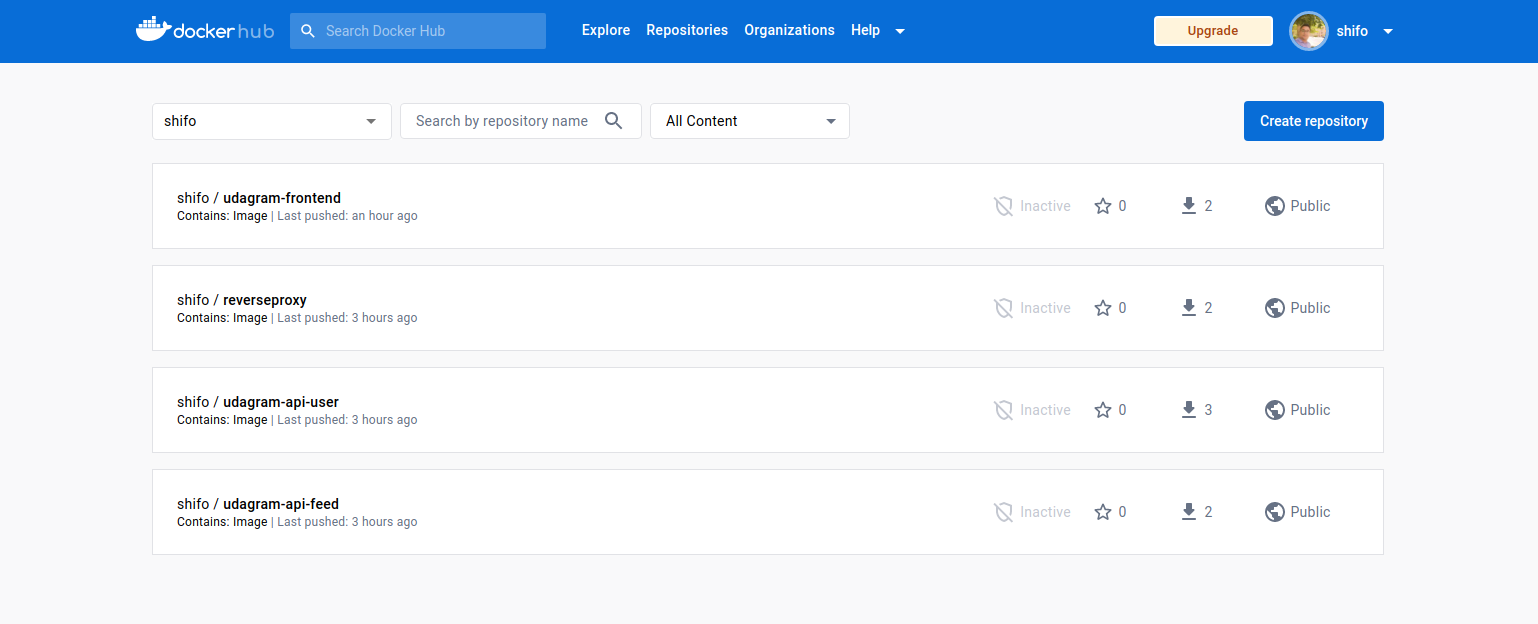 docker hub Search Docker Hub Explore Repositories Organizations Help Upgrade shifo
shifo Search by repository name All Content Create repository
shifo / udagram-frontend
Contains: Image | Last pushed: an hour ago
Inactive 0 2 Public
shifo / reverseproxy
Contains: Image | Last pushed: 3 hours ago
Inactive 0 2 Public
shifo / udagram-api-user
Contains: Image | Last pushed: 3 hours ago
Inactive 0 3 Public
shifo / udagram-api-feed
Contains: Image | Last pushed: 3 hours ago
Inactive 0 2 Public